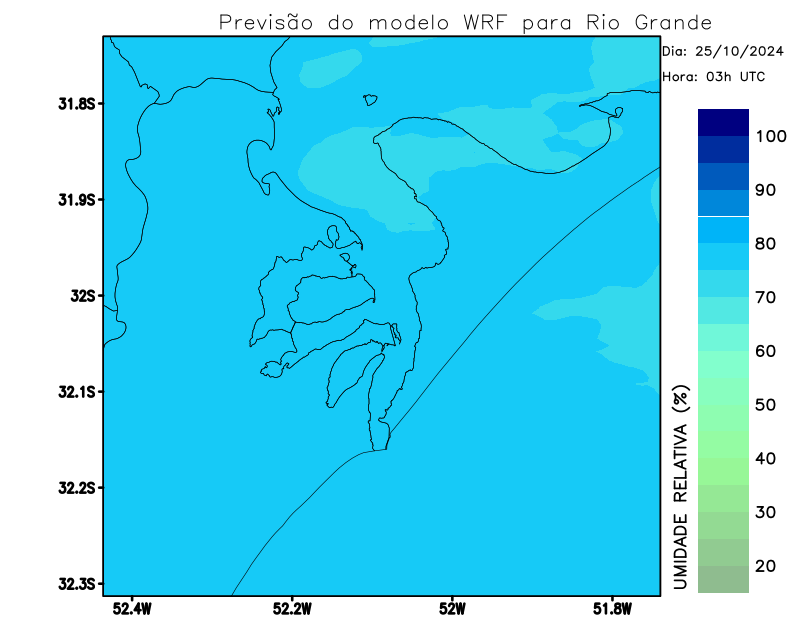 Previsão do modelo WRF para Rio Grande
Dia: 25/10/2024
Hora: 03h UTC
31.8S
31.9S
32S
32.1S
32.2S
32.3S
52.4W
52.2W
52W
51.8W
100
90
80
70
60
50
40
30
20
UMIDADE RELATIVA (%)